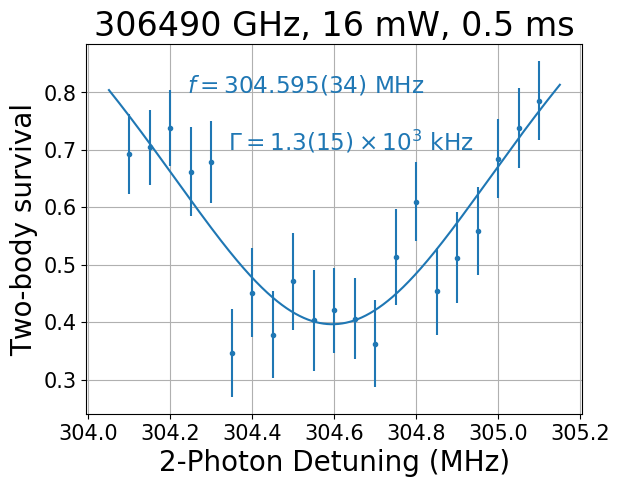 306490 GHz, 16 mW, 0.5 ms
f = 304.595(34) MHz
Γ = 1.3(15) × 10³ kHz
Two-body survival
0.8
0.7
0.6
0.5
0.4
0.3
304.0 304.2 304.4 304.6 304.8 305.0 305.2
2-Photon Detuning (MHz)